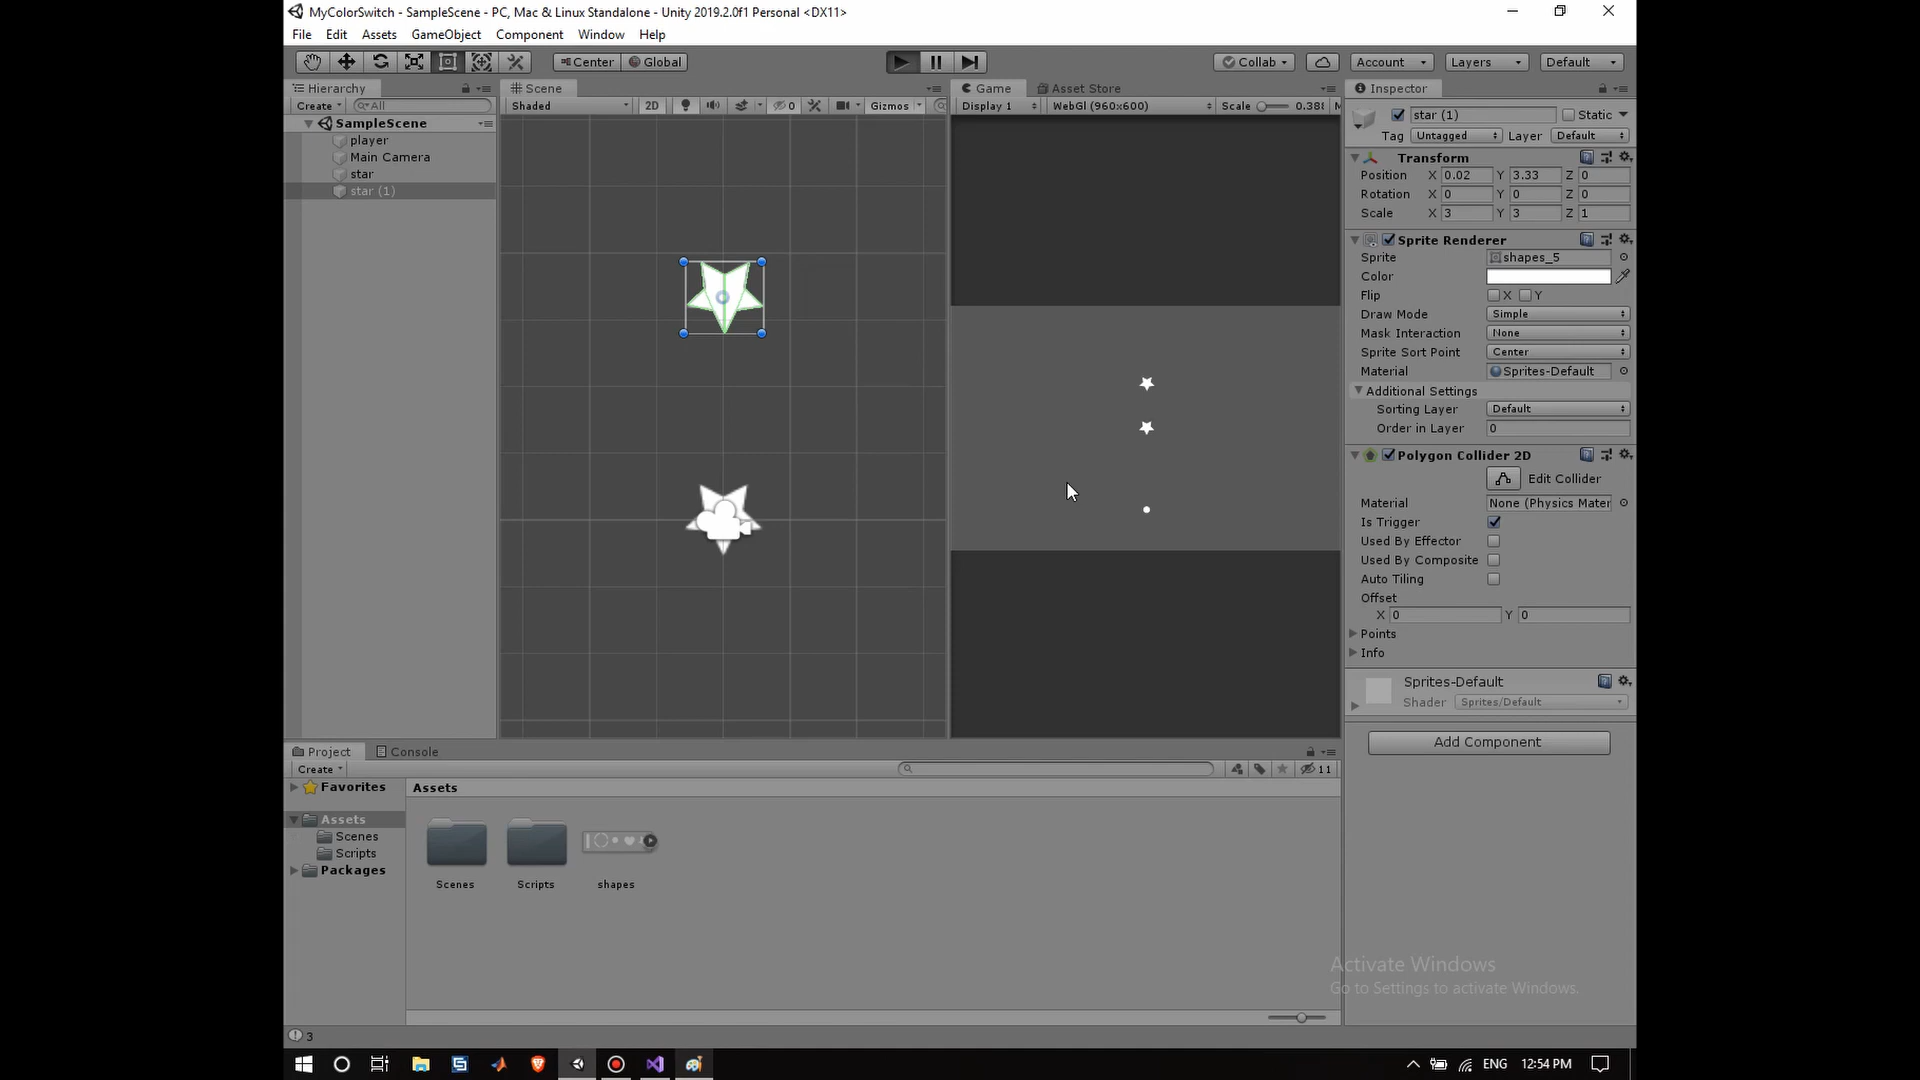 MyColorSwitch - SampleScene - PC, Mac & Linux Standalone - Unity 2019.2.0f1 Personal <DX11>
File Edit Assets GameObject Component Window Help
Center Global Collab Account Layers Default
Hierarchy
Create All
SampleScene
player
Main Camera
star
star (1)
Scene
Shaded 2D 0 Gizmos
Game Asset Store
Display 1 WebGl (960x600) Scale 0.388 M
Inspector
star (1) Static
Tag Untagged Layer Default
Transform
Position X 0.02 Y 3.33 Z 0
Rotation X 0 Y 0 Z 0
Scale X 3 Y 3 Z 1
Sprite Renderer
Sprite shapes_5
Color
Flip X Y
Draw Mode Simple
Mask Interaction None
Sprite Sort Point Center
Material Sprites-Default
Additional Settings
Sorting Layer Default
Order in Layer 0
Polygon Collider 2D
Edit Collider
Material None (Physics Mater
Is Trigger
Used By Effector
Used By Composite
Auto Tiling
Offset
X 0 Y 0
Points
Info
Sprites-Default
Shader Sprites/Default
Add Component
Project Console
Create 11
Favorites
Assets
Scenes
Scripts
Packages
Assets
Scenes Scripts shapes
Activate Windows
Go to Settings to activate Windows.
3
ENG 12:54 PM